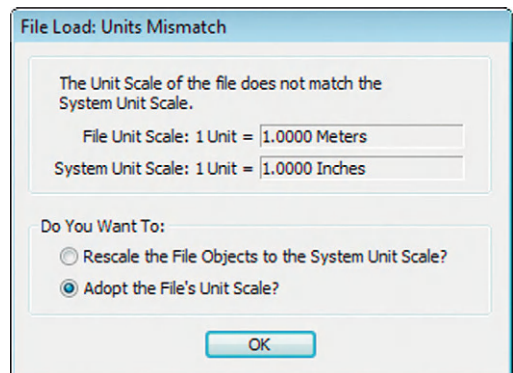 File Load: Units Mismatch
The Unit Scale of the file does not match the
System Unit Scale.
File Unit Scale: 1 Unit = 1.0000 Meters
System Unit Scale: 1 Unit = 1.0000 Inches
Do You Want To:
Rescale the File Objects to the System Unit Scale?
Adopt the File's Unit Scale?
OK